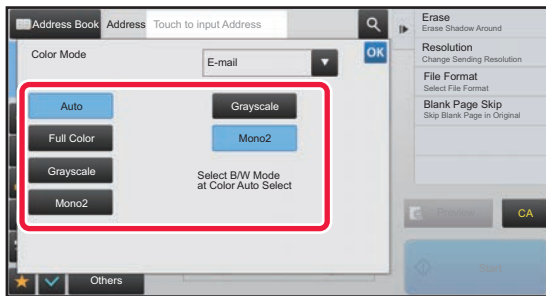 Address Book
Address
Touch to input Address
Color Mode
E-mail
OK
Auto
Full Color
Grayscale
Mono2
Grayscale
Mono2
Select B/W Mode
at Color Auto Select
Others
Erase
Erase Shadow Around
Resolution
Change Sending Resolution
File Format
Select File Format
Blank Page Skip
Skip Blank Page in Original
Preview
CA
Start